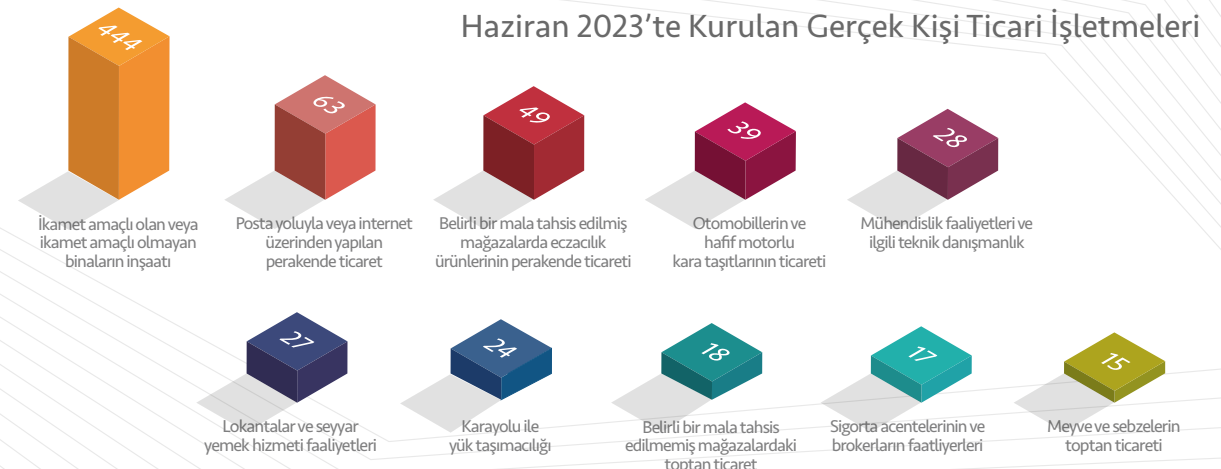 Haziran 2023'te Kurulan Gerçek Kişi Ticari İşletmeleri
444
İkamet amaçlı olan veya
ikamet amaçlı olmayan
binaların inşaatı
63
Posta yoluyla veya internet
üzerinden yapılan
perakende ticaret
49
Belirli bir mala tahsis edilmiş
mağazalarda eczacılık
ürünlerinin perakende ticareti
39
Otomobillerin ve
hafif motorlu
kara taşıtlarının ticareti
28
Mühendislik faaliyetleri ve
ilgili teknik danışmanlık
27
Lokantalar ve seyyar
yemek hizmeti faaliyetleri
24
Karayolu ile
yük taşımacılığı
18
Belirli bir mala tahsis
edilmemiş mağazalardaki
toptan ticaret
17
Sigorta acentelerinin ve
brokerların faatliyerleri
15
Meyve ve sebzelerin
toptan ticareti